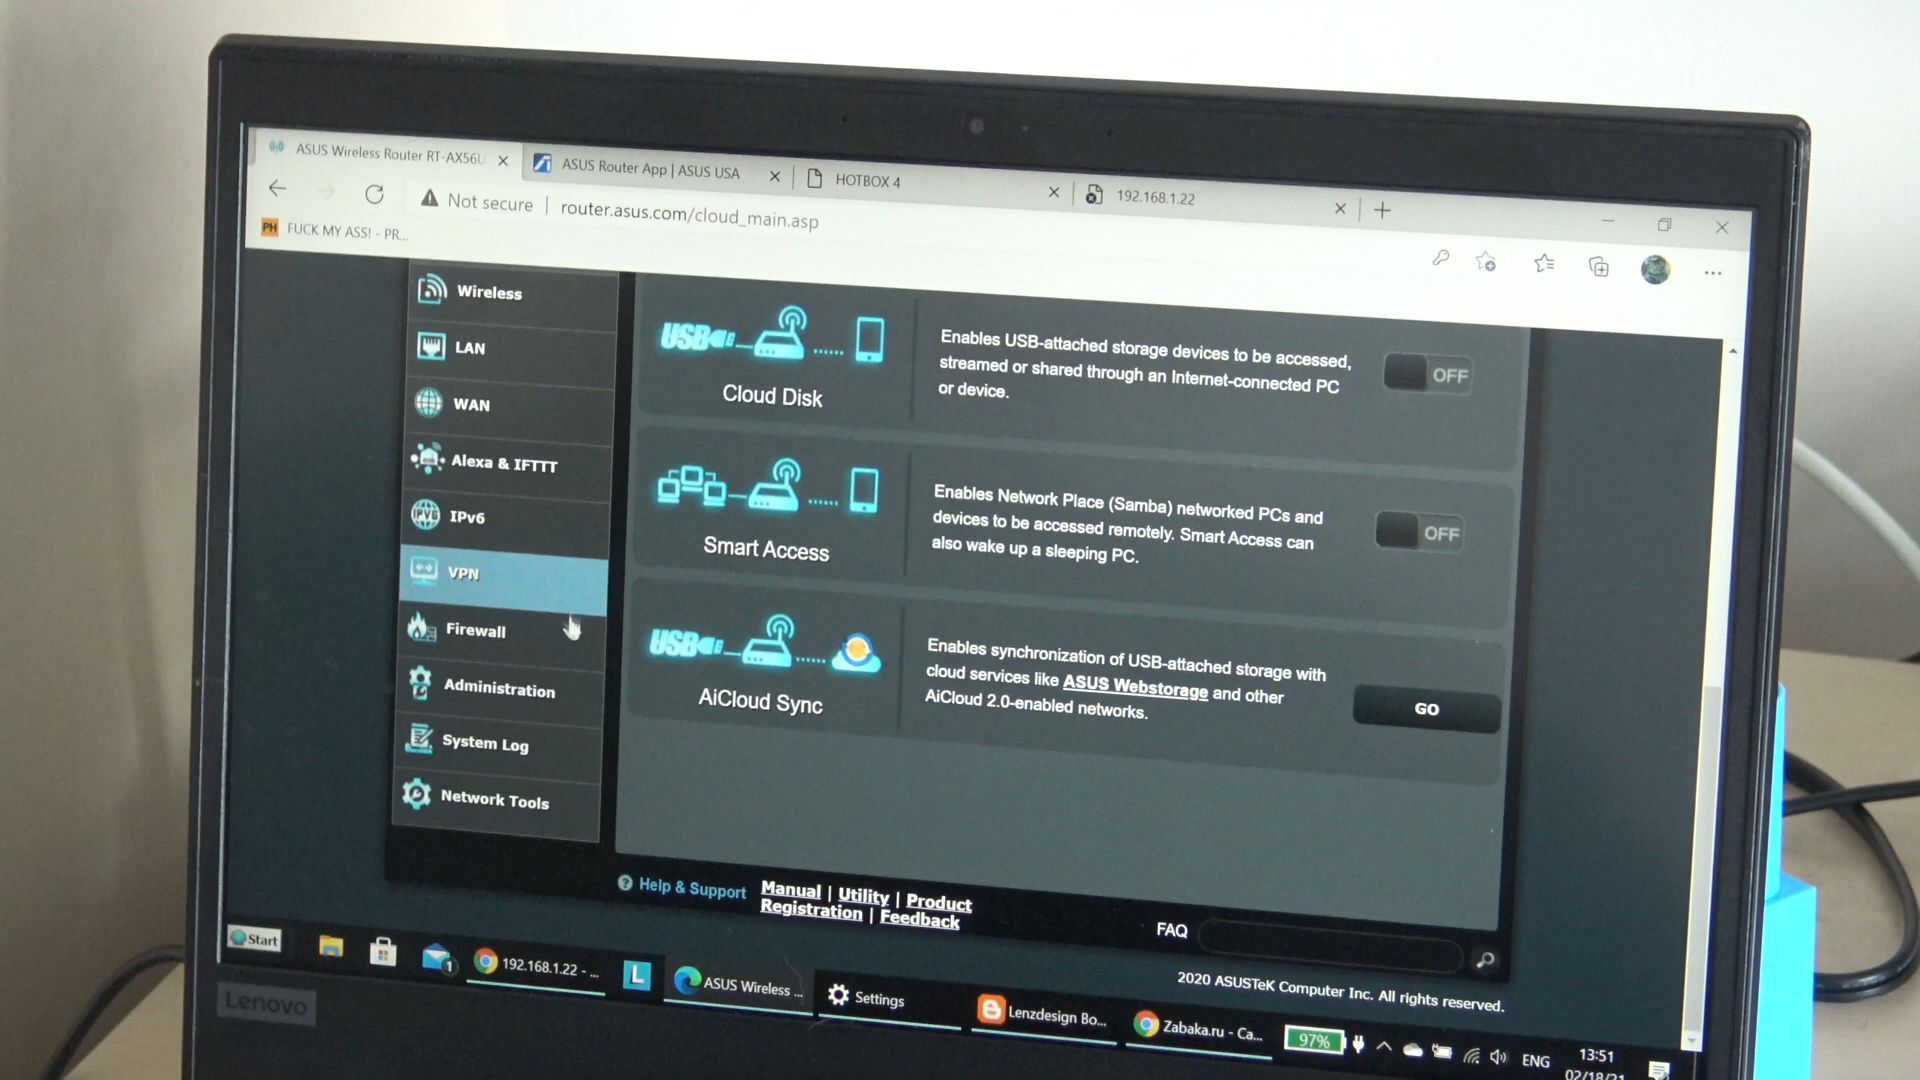 ASUS Wireless Router RT-AX56U
ASUS Router App | ASUS USA
HOTBOX 4
192.168.1.22
Not secure | router.asus.com/cloud_main.asp
PH FUCK MY ASS! - PR...
Wireless
LAN
WAN
Alexa & IFTTT
IPv6
VPN
Firewall
Administration
System Log
Network Tools
USB
Cloud Disk
Enables USB-attached storage devices to be accessed,
streamed or shared through an Internet-connected PC
or device.
OFF
Smart Access
Enables Network Place (Samba) networked PCs and
devices to be accessed remotely. Smart Access can
also wake up a sleeping PC.
OFF
USB
AiCloud Sync
Enables synchronization of USB-attached storage with
cloud services like ASUS Webstorage and other
AiCloud 2.0-enabled networks.
GO
Help & Support
Manual | Utility | Product
Registration | Feedback
FAQ
2020 ASUSTeK Computer Inc. All rights reserved.
Start
1
192.168.1.22 - ...
L
ASUS Wireless ...
Settings
Lenzdesign Bo...
Zabaka.ru - Ca...
97%
ENG
13:51
02/18/21
Lenovo